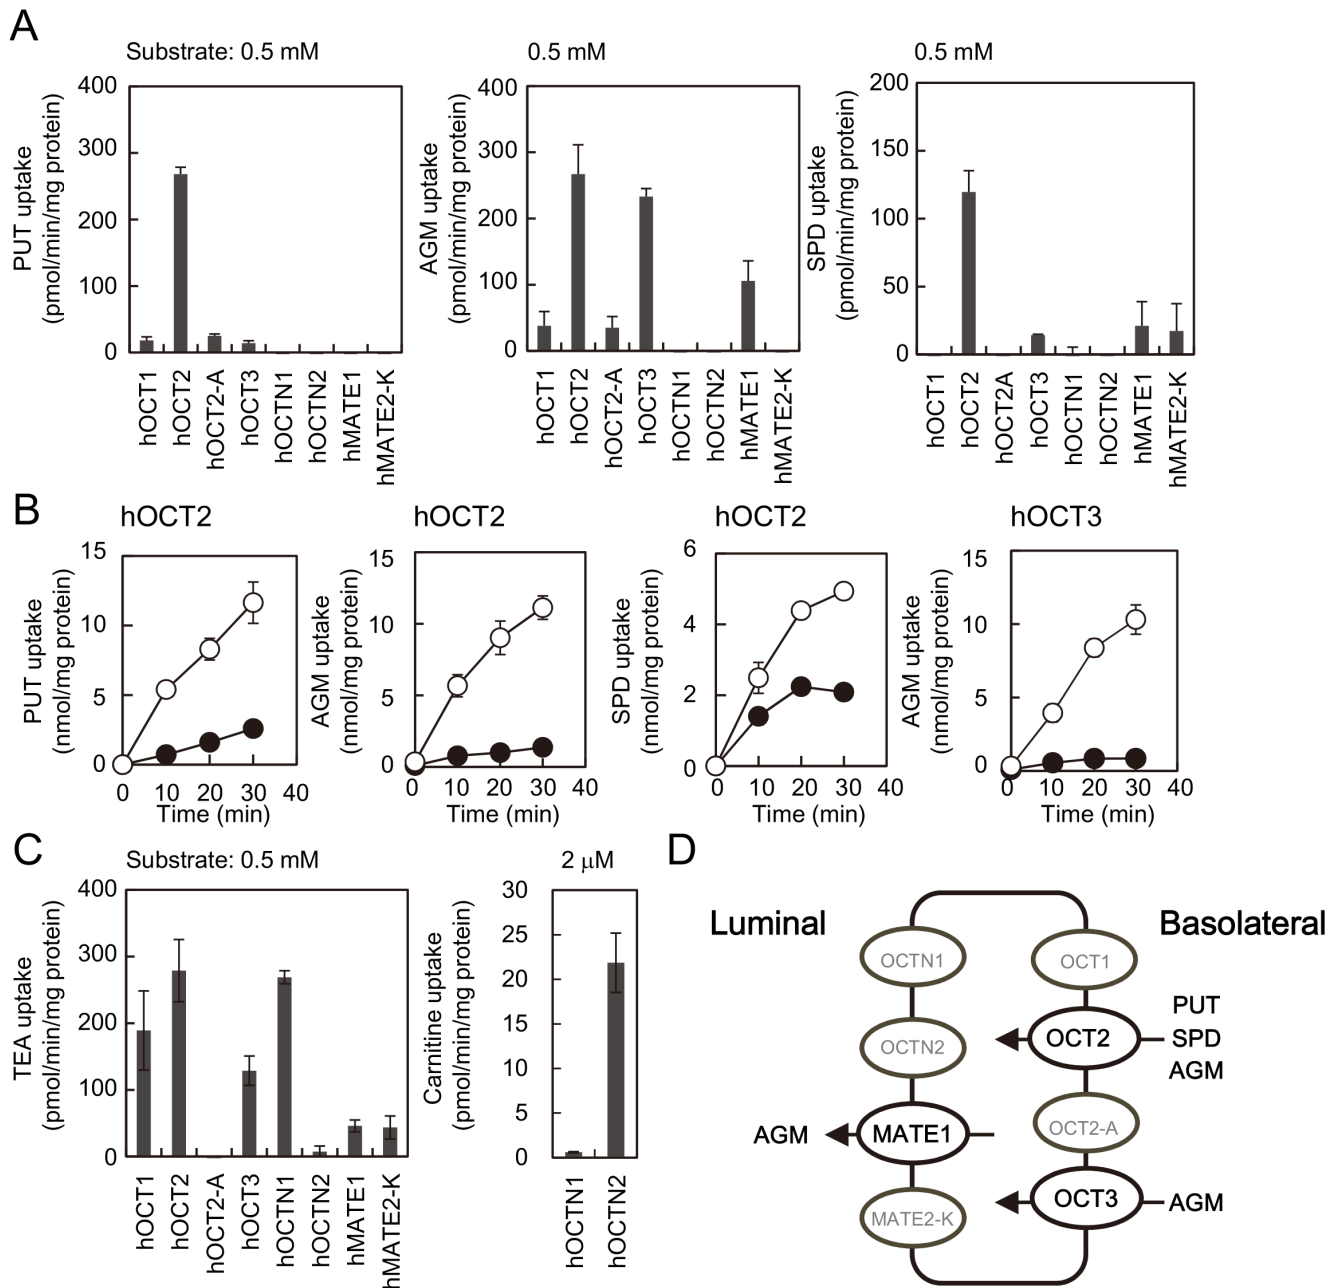 A
Substrate: 0.5 mM
0.5 mM
0.5 mM
PUT uptake
(pmol/min/mg protein)
400
300
200
100
0
hOCT1
hOCT2
hOCT2-A
hOCT3
hOCTN1
hOCTN2
hMATE1
hMATE2-K
AGM uptake
(pmol/min/mg protein)
400
300
200
100
0
hOCT1
hOCT2
hOCT2-A
hOCT3
hOCTN1
hOCTN2
hMATE1
hMATE2-K
SPD uptake
(pmol/min/mg protein)
200
150
100
50
0
hOCT1
hOCT2
hOCT2A
hOCT3
hOCTN1
hOCTN2
hMATE1
hMATE2-K
B
hOCT2
PUT uptake
(nmol/mg protein)
15
10
5
0
0 10 20 30 40
Time (min)
hOCT2
AGM uptake
(nmol/mg protein)
15
10
5
0
0 10 20 30 40
Time (min)
hOCT2
SPD uptake
(nmol/mg protein)
6
4
2
0
0 10 20 30 40
Time (min)
hOCT3
AGM uptake
(nmol/mg protein)
15
10
5
0
0 10 20 30 40
Time (min)
C
Substrate: 0.5 mM
TEA uptake
(pmol/min/mg protein)
400
300
200
100
0
hOCT1
hOCT2
hOCT2-A
hOCT3
hOCTN1
hOCTN2
hMATE1
hMATE2-K
2 μM
Carnitine uptake
(pmol/min/mg protein)
30
25
20
15
10
5
0
hOCTN1
hOCTN2
D
Luminal
Basolateral
OCTN1
OCT1
PUT
OCTN2
OCT2
SPD
AGM
AGM
MATE1
OCT2-A
MATE2-K
OCT3
AGM